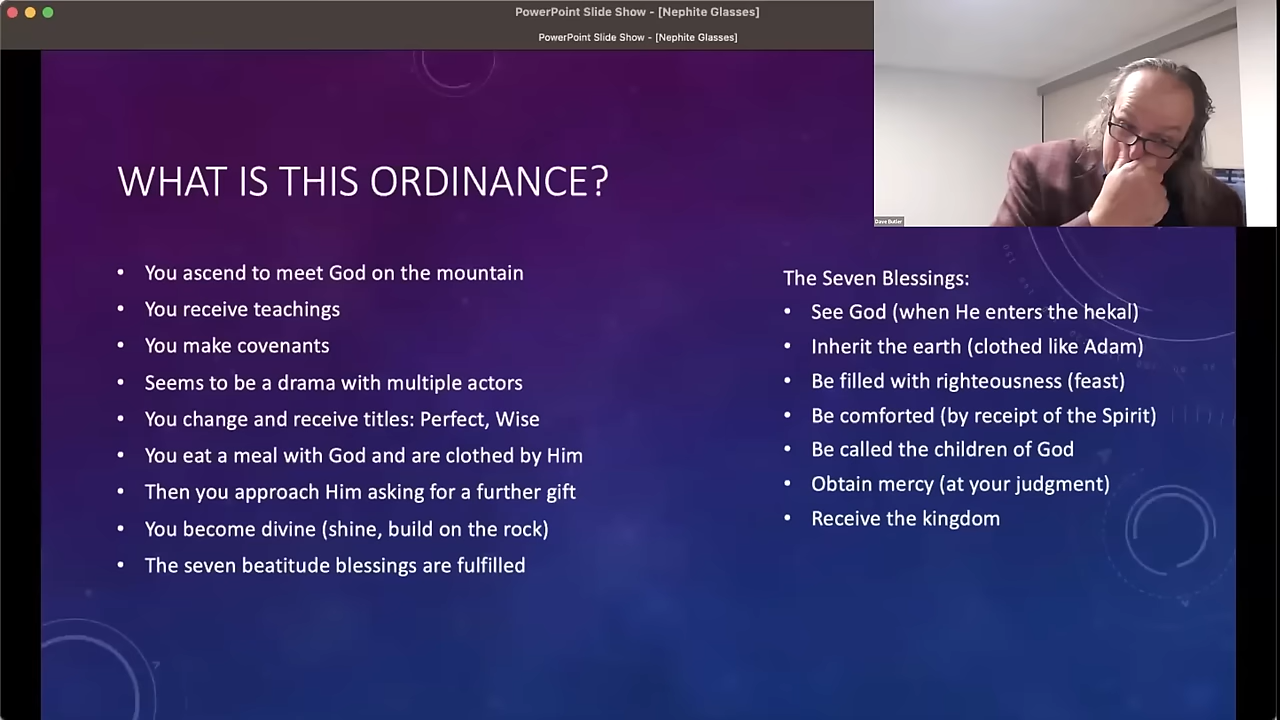 PowerPoint Slide Show - [Nephite Glasses]
PowerPoint Slide Show - [Nephite Glasses]
Dave Butler
WHAT IS THIS ORDINANCE?
• You ascend to meet God on the mountain
• You receive teachings
• You make covenants
• Seems to be a drama with multiple actors
• You change and receive titles: Perfect, Wise
• You eat a meal with God and are clothed by Him
• Then you approach Him asking for a further gift
• You become divine (shine, build on the rock)
• The seven beatitude blessings are fulfilled
The Seven Blessings:
• See God (when He enters the hekal)
• Inherit the earth (clothed like Adam)
• Be filled with righteousness (feast)
• Be comforted (by receipt of the Spirit)
• Be called the children of God
• Obtain mercy (at your judgment)
• Receive the kingdom